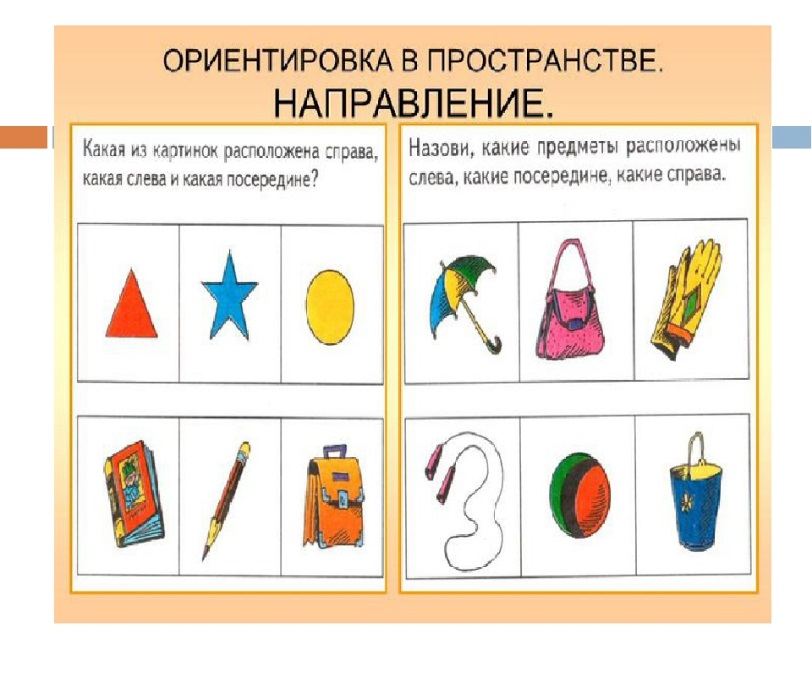 ОРИЕНТИРОВКА В ПРОСТРАНСТВЕ.
НАПРАВЛЕНИЕ.
Какая из картинок расположена справа,
какая слева и какая посередине?
Назови, какие предметы расположены
слева, какие посередине, какие справа.